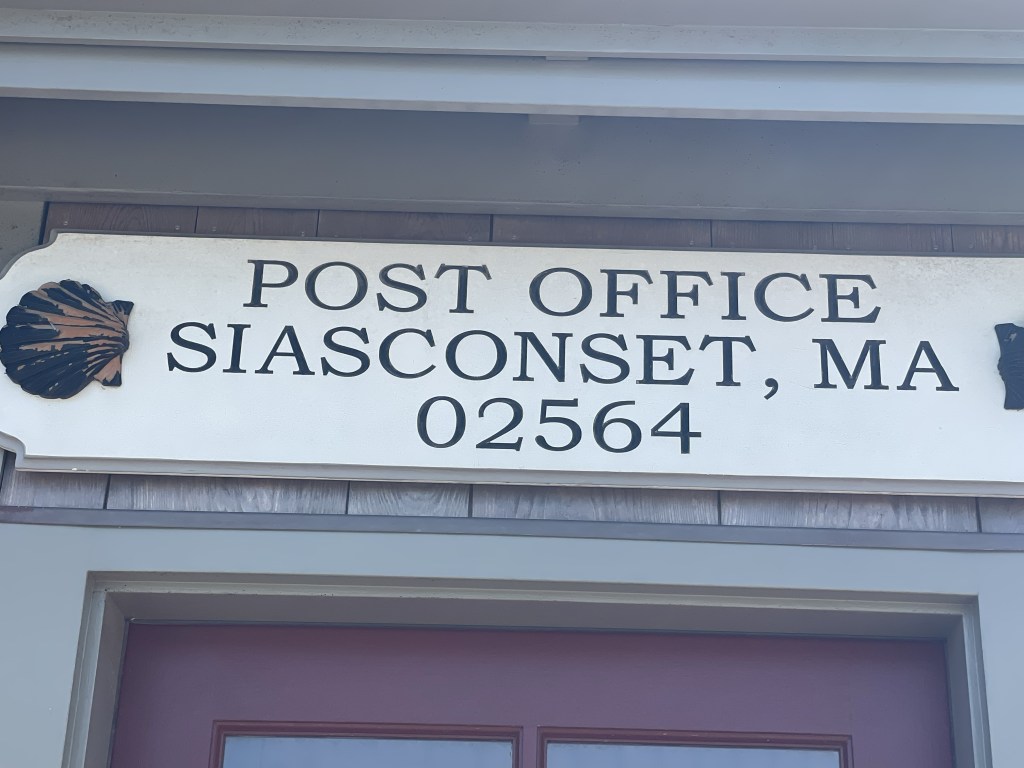 POST OFFICE
SIASCONSET, MA
02564